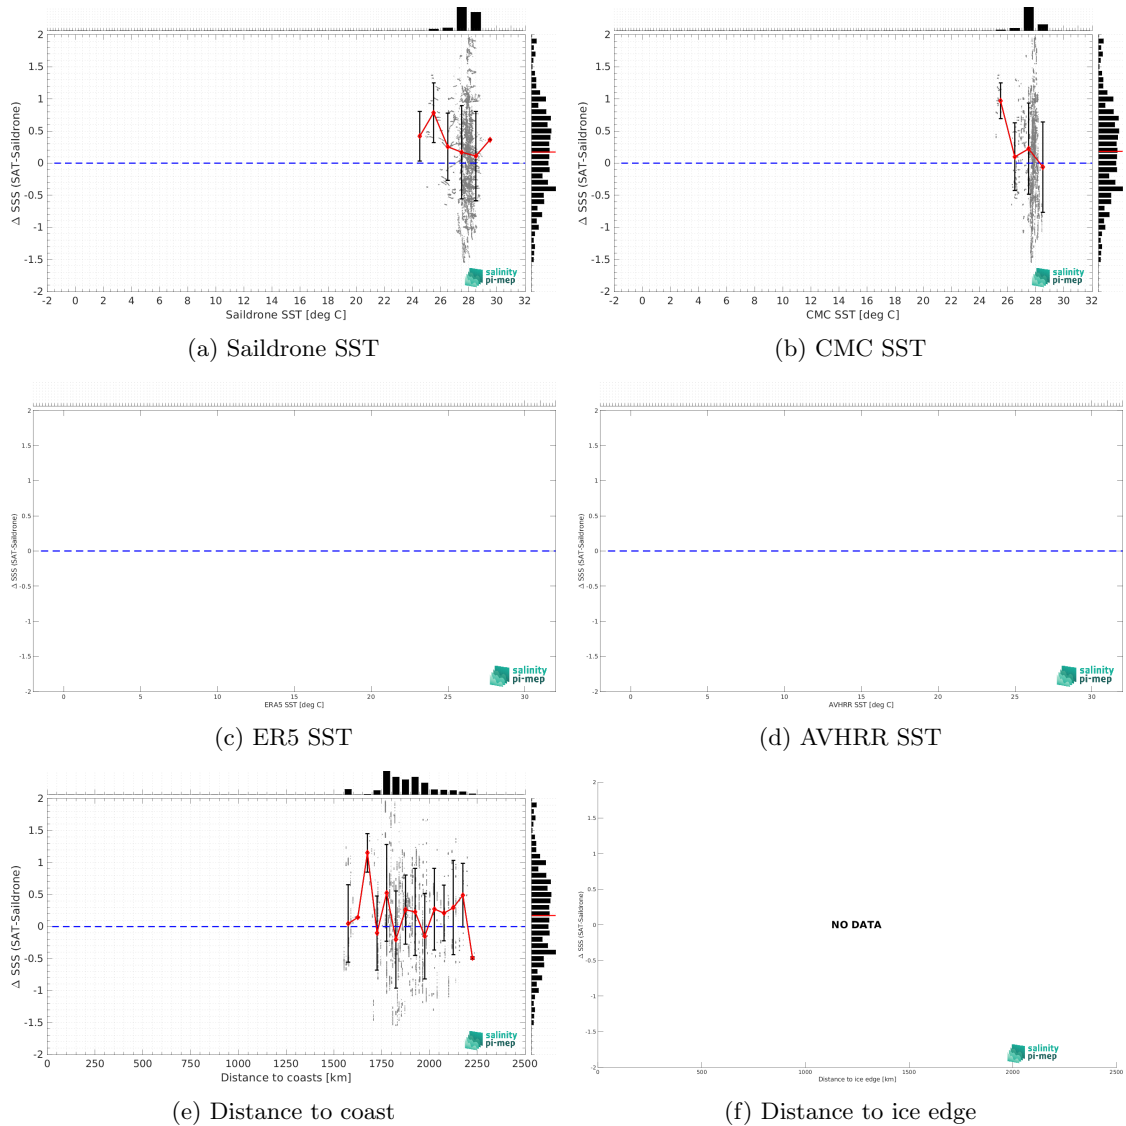 2
1.5
1
0.5
0
-0.5
-1
-1.5
-2
Δ SSS (SAT-Saildrone)
-2 0 2 4 6 8 10 12 14 16 18 20 22 24 26 28 30 32
Saildrone SST [deg C]
salinity
pi-mep
(a) Saildrone SST
2
1.5
1
0.5
0
-0.5
-1
-1.5
-2
Δ SSS (SAT-Saildrone)
-2 0 2 4 6 8 10 12 14 16 18 20 22 24 26 28 30 32
CMC SST [deg C]
salinity
pi-mep
(b) CMC SST
2
1.5
1
0.5
0
-0.5
-1
-1.5
-2
Δ SSS (SAT-Saildrone)
0 5 10 15 20 25 30
ERA5 SST [deg C]
salinity
pi-mep
(c) ER5 SST
2
1.5
1
0.5
0
-0.5
-1
-1.5
-2
Δ SSS (SAT-Saildrone)
0 5 10 15 20 25 30
AVHRR SST [deg C]
salinity
pi-mep
(d) AVHRR SST
2
1.5
1
0.5
0
-0.5
-1
-1.5
-2
Δ SSS (SAT-Saildrone)
0 250 500 750 1000 1250 1500 1750 2000 2250 2500
Distance to coasts [km]
salinity
pi-mep
(e) Distance to coast
2
1.5
1
0.5
0
-0.5
-1
-1.5
-2
Δ SSS (SAT-Saildrone)
NO DATA
0 500 1000 1500 2000 2500
Distance to ice edge [km]
salinity
pi-mep
(f) Distance to ice edge